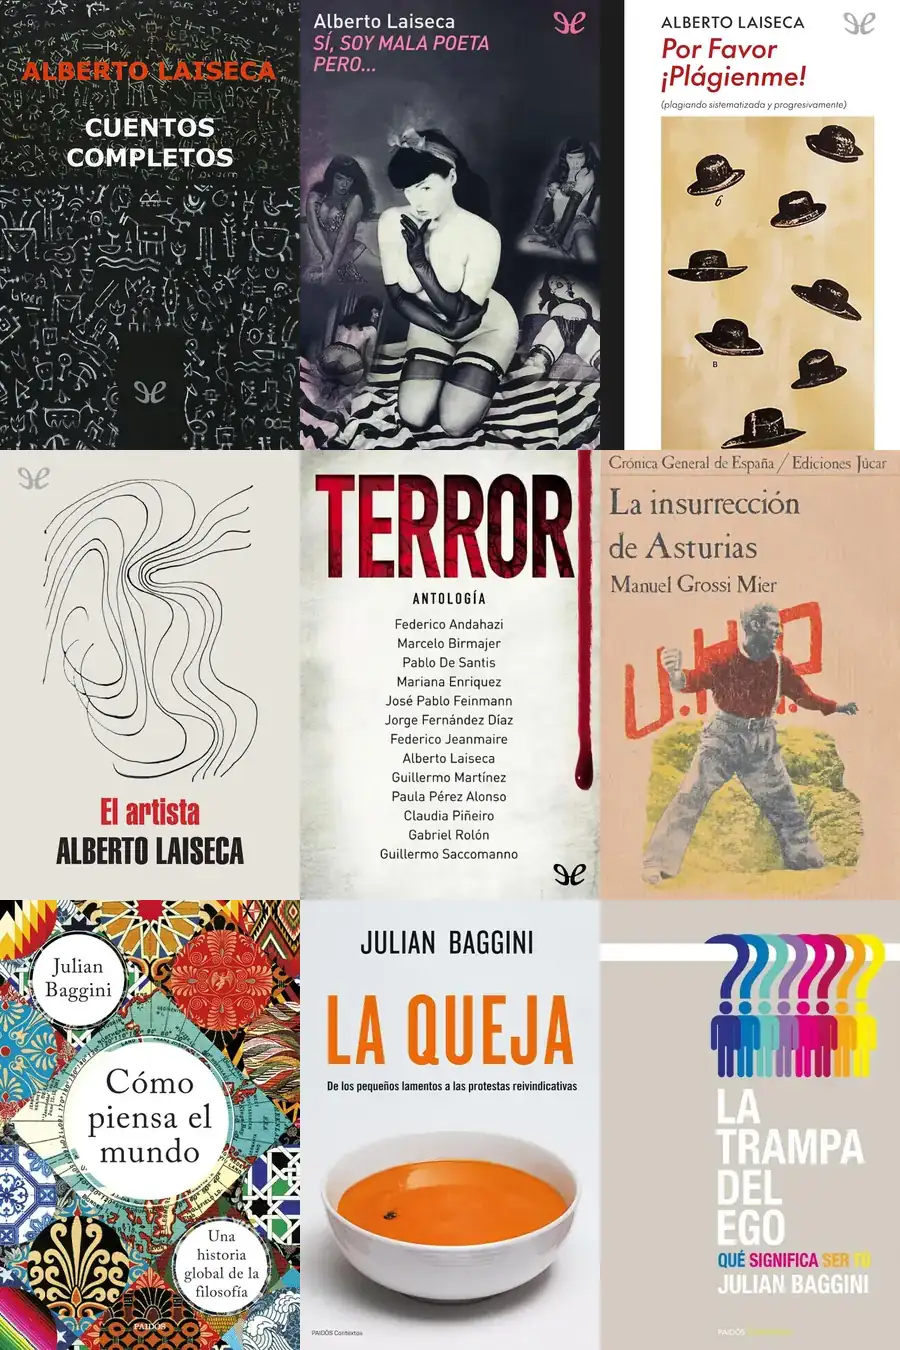 ALBERTO LAISECA
CUENTOS
COMPLETOS
Green
Alberto Laiseca
SÍ, SOY MALA POETA
PERO...
ALBERTO LAISECA
Por Favor
¡Plágienme!
(plagiando sistematizada y progresivamente)
6
B
El artista
ALBERTO LAISECA
TERROR
ANTOLOGÍA
Federico Andahazi
Marcelo Birmajer
Pablo De Santis
Mariana Enriquez
José Pablo Feinmann
Jorge Fernández Díaz
Federico Jeanmaire
Alberto Laiseca
Guillermo Martínez
Paula Pérez Alonso
Claudia Piñeiro
Gabriel Rolón
Guillermo Saccomanno
Crónica General de España / Ediciones Júcar
La insurrección
de Asturias
Manuel Grossi Mier
U.H.P
Julian
Baggini
Cómo
piensa el
mundo
Una
historia
global de la
filosofía
PAIDÓS
JULIAN BAGGINI
LA QUEJA
De los pequeños lamentos a las protestas reivindicativas
PAIDÓS Contextos
LA
TRAMPA
DEL
EGO
QUÉ SIGNIFICA SER TÚ
JULIAN BAGGINI
PAIDÓS